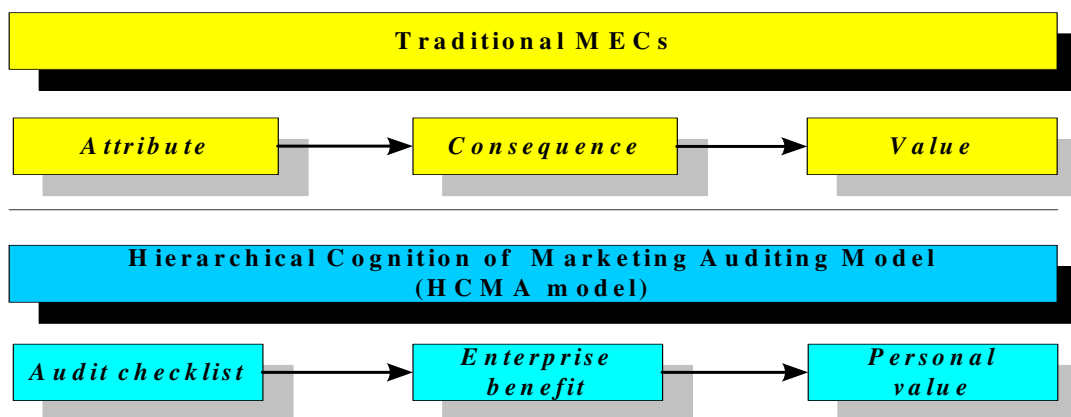 Traditional MECs
Attribute
Consequence
Value
Hierarchical Cognition of Marketing Auditing Model
(HCMA model)
Audit checklist
Enterprise
benefit
Personal
value